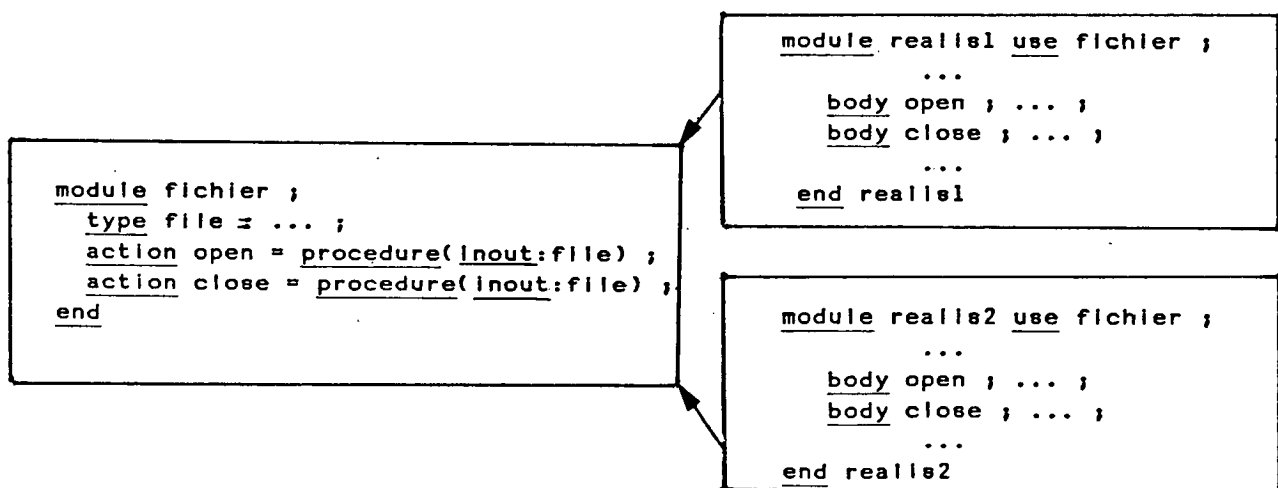 module fichier ;
type file = ... ;
action open = procedure(inout:file) ;
action close = procedure(inout:file) ;
end
module realis1 use fichier ;
...
body open ; ... ;
body close ; ... ;
...
end realis1
module realis2 use fichier ;
...
body open ; ... ;
body close ; ... ;
...
end realis2